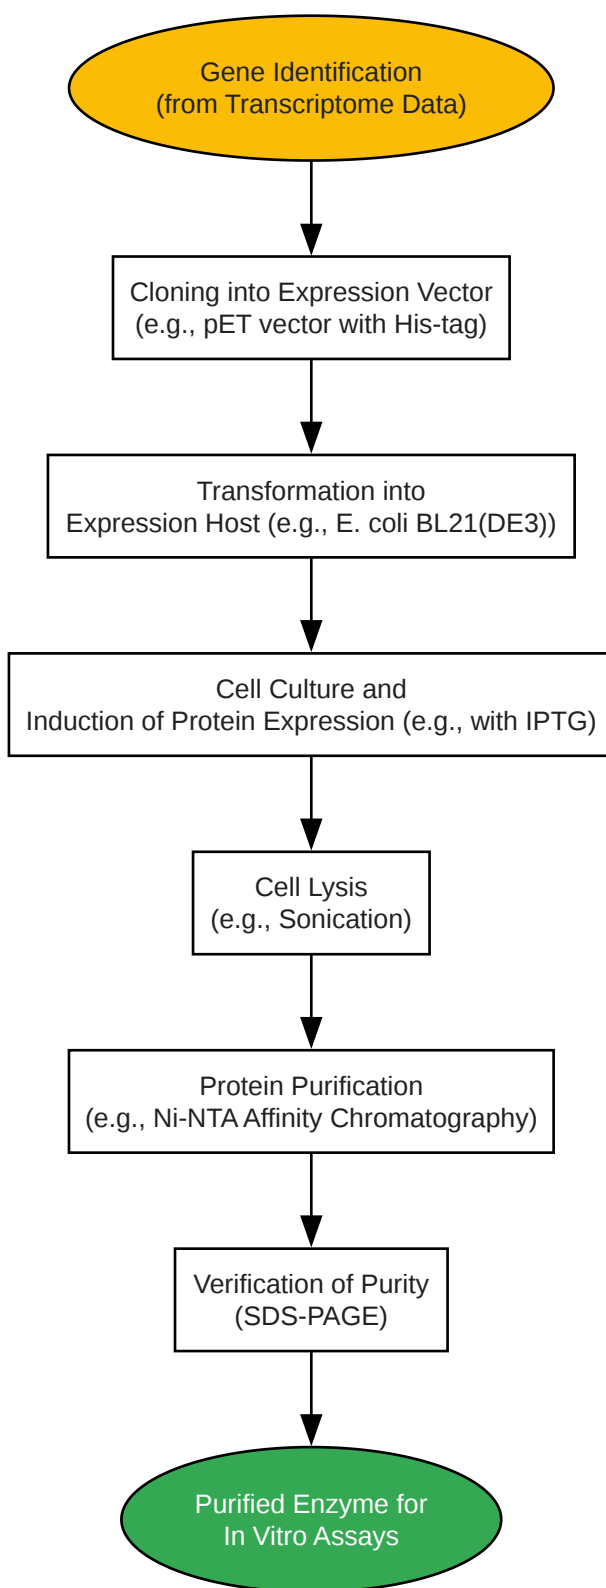 Gene Identification
(from Transcriptome Data)
Cloning into Expression Vector
(e.g., pET vector with His-tag)
Transformation into
Expression Host (e.g., E. coli BL21(DE3))
Cell Culture and
Induction of Protein Expression (e.g., with IPTG)
Cell Lysis
(e.g., Sonication)
Protein Purification
(e.g., Ni-NTA Affinity Chromatography)
Verification of Purity
(SDS-PAGE)
Purified Enzyme for
In Vitro Assays